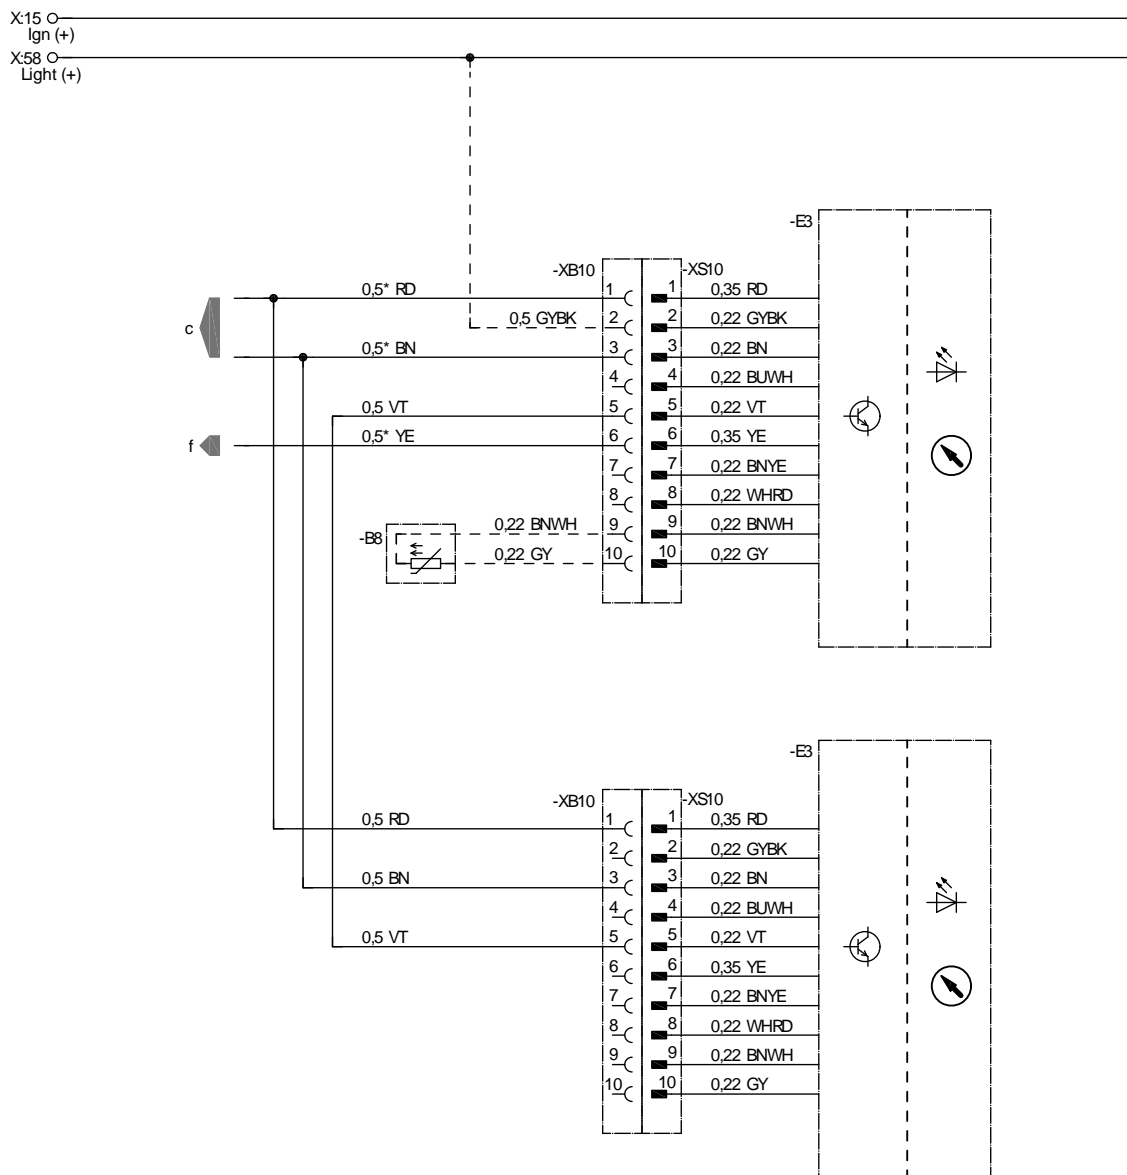 X:15
Ign (+)
X:58
Light (+)
-E3
-XB10 -XS10
0,5* RD 1 1 0,35 RD
0,5 GYBK 2 2 0,22 GYBK
c
0,5* BN 3 3 0,22 BN
4 4 0,22 BUWH
0,5 VT 5 5 0,22 VT
f 0,5* YE 6 6 0,35 YE
7 7 0,22 BNYE
8 8 0,22 WHRD
-B8 0,22 BNWH 9 9 0,22 BNWH
0,22 GY 10 10 0,22 GY
-E3
-XB10 -XS10
0,5 RD 1 1 0,35 RD
2 2 0,22 GYBK
0,5 BN 3 3 0,22 BN
4 4 0,22 BUWH
0,5 VT 5 5 0,22 VT
6 6 0,35 YE
7 7 0,22 BNYE
8 8 0,22 WHRD
9 9 0,22 BNWH
10 10 0,22 GY